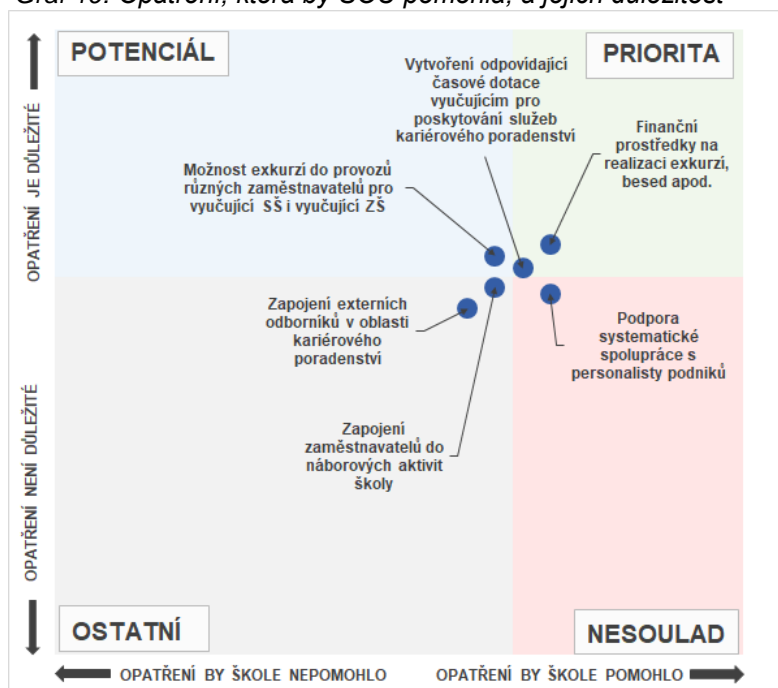 Graf 19: Opatření, která by SOŠ pomohla, a jejich důležitost
POTENCIÁL
PRIORITA
Vytvoření odpovídající
časové dotace
vyučujícím pro
poskytování služeb
kariérového poradenství
Finanční
prostředky na
realizaci exkurzí,
besed apod.
Možnost exkurzí do provozů
různých zaměstnavatelů pro
vyučující SŠ i vyučující ZŠ
Zapojení externích
odborníků v oblasti
kariérového
poradenství
Podpora
systematické
spolupráce s
personalisty podniků
Zapojení
zaměstnavatelů do
náborových aktivit
školy
OSTATNÍ
NESOULAD
OPATŘENÍ JE DŮLEŽITÉ
OPATŘENÍ NENÍ DŮLEŽITÉ
OPATŘENÍ BY ŠKOLE NEPOMOHLO
OPATŘENÍ BY ŠKOLE POMOHLO